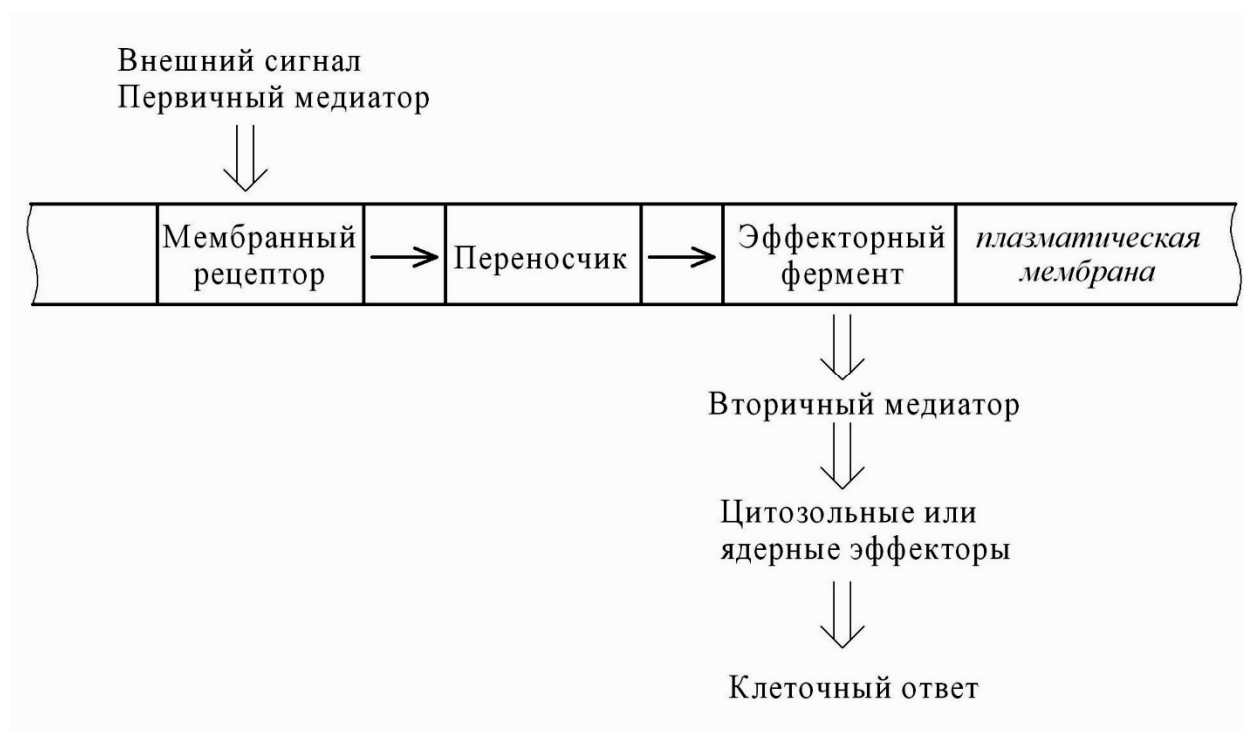 Внешний сигнал
Первичный медиатор
Мембранный
рецептор
Переносчик
Эффекторный
фермент
плазматическая
мембрана
Вторичный медиатор
Цитозольные или
ядерные эффекторы
Клеточный ответ